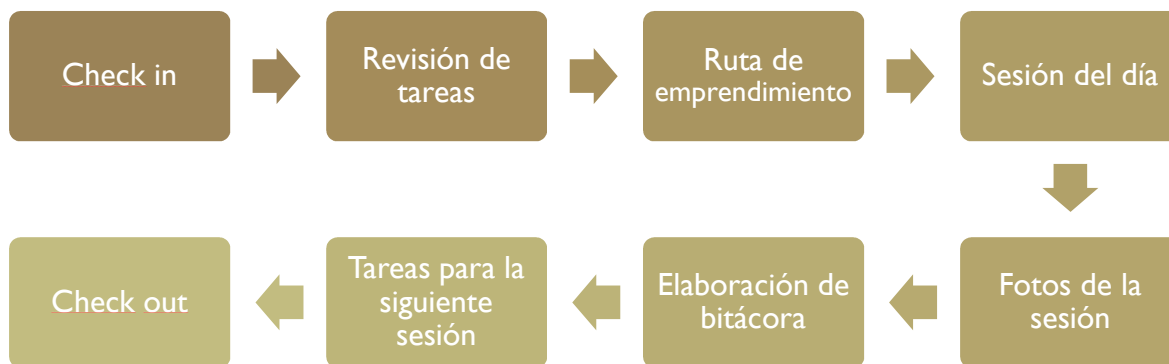 Check in
Revisión de
tareas
Ruta de
emprendimiento
Sesión del día
Fotos de la
sesión
Elaboración de
bitácora
Tareas para la
siguiente
sesión
Check out